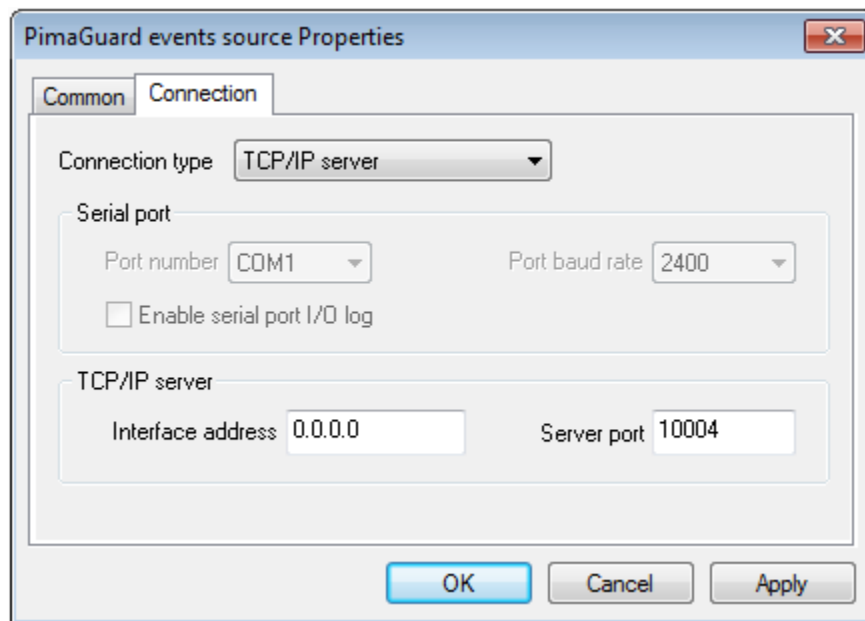 PimaGuard events source Properties
Common Connection
Connection type TCP/IP server
Serial port
Port number COM1 Port baud rate 2400
Enable serial port I/O log
TCP/IP server
Interface address 0.0.0.0 Server port 10004
OK Cancel Apply